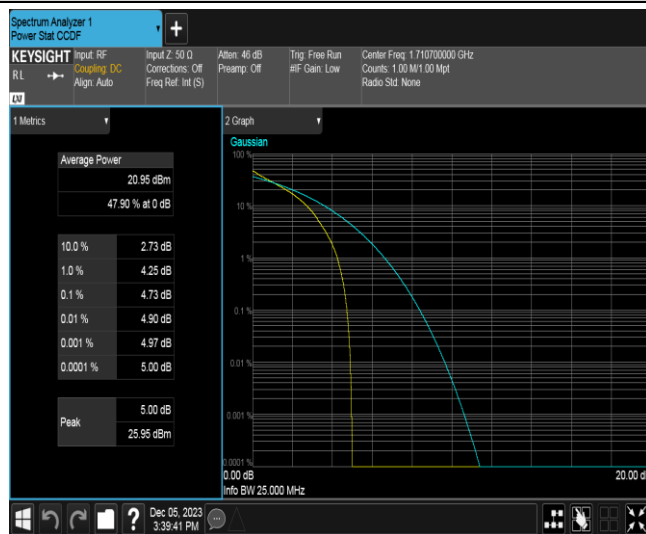 Spectrum Analyzer 1
Power Stat CCDF
+
KEYSIGHT
RL
LXI
Input: RF
Coupling: DC
Align: Auto
Input Z: 50 Ω
Corrections: Off
Freq Ref: Int (S)
Atten: 46 dB
Preamp: Off
Trig: Free Run
#IF Gain: Low
Center Freq: 1.710700000 GHz
Counts: 1.00 M/1.00 Mpt
Radio Std: None
1 Metrics
Average Power
20.95 dBm
47.90 % at 0 dB
10.0 % 2.73 dB
1.0 % 4.25 dB
0.1 % 4.73 dB
0.01 % 4.90 dB
0.001 % 4.97 dB
0.0001 % 5.00 dB
Peak
5.00 dB
25.95 dBm
2 Graph
Gaussian
100 %
10 %
1 %
0.1 %
0.01 %
0.001 %
0.0001 %
0.00 dB
20.00 d
Info BW 25.000 MHz
?
Dec 05, 2023
3:39:41 PM